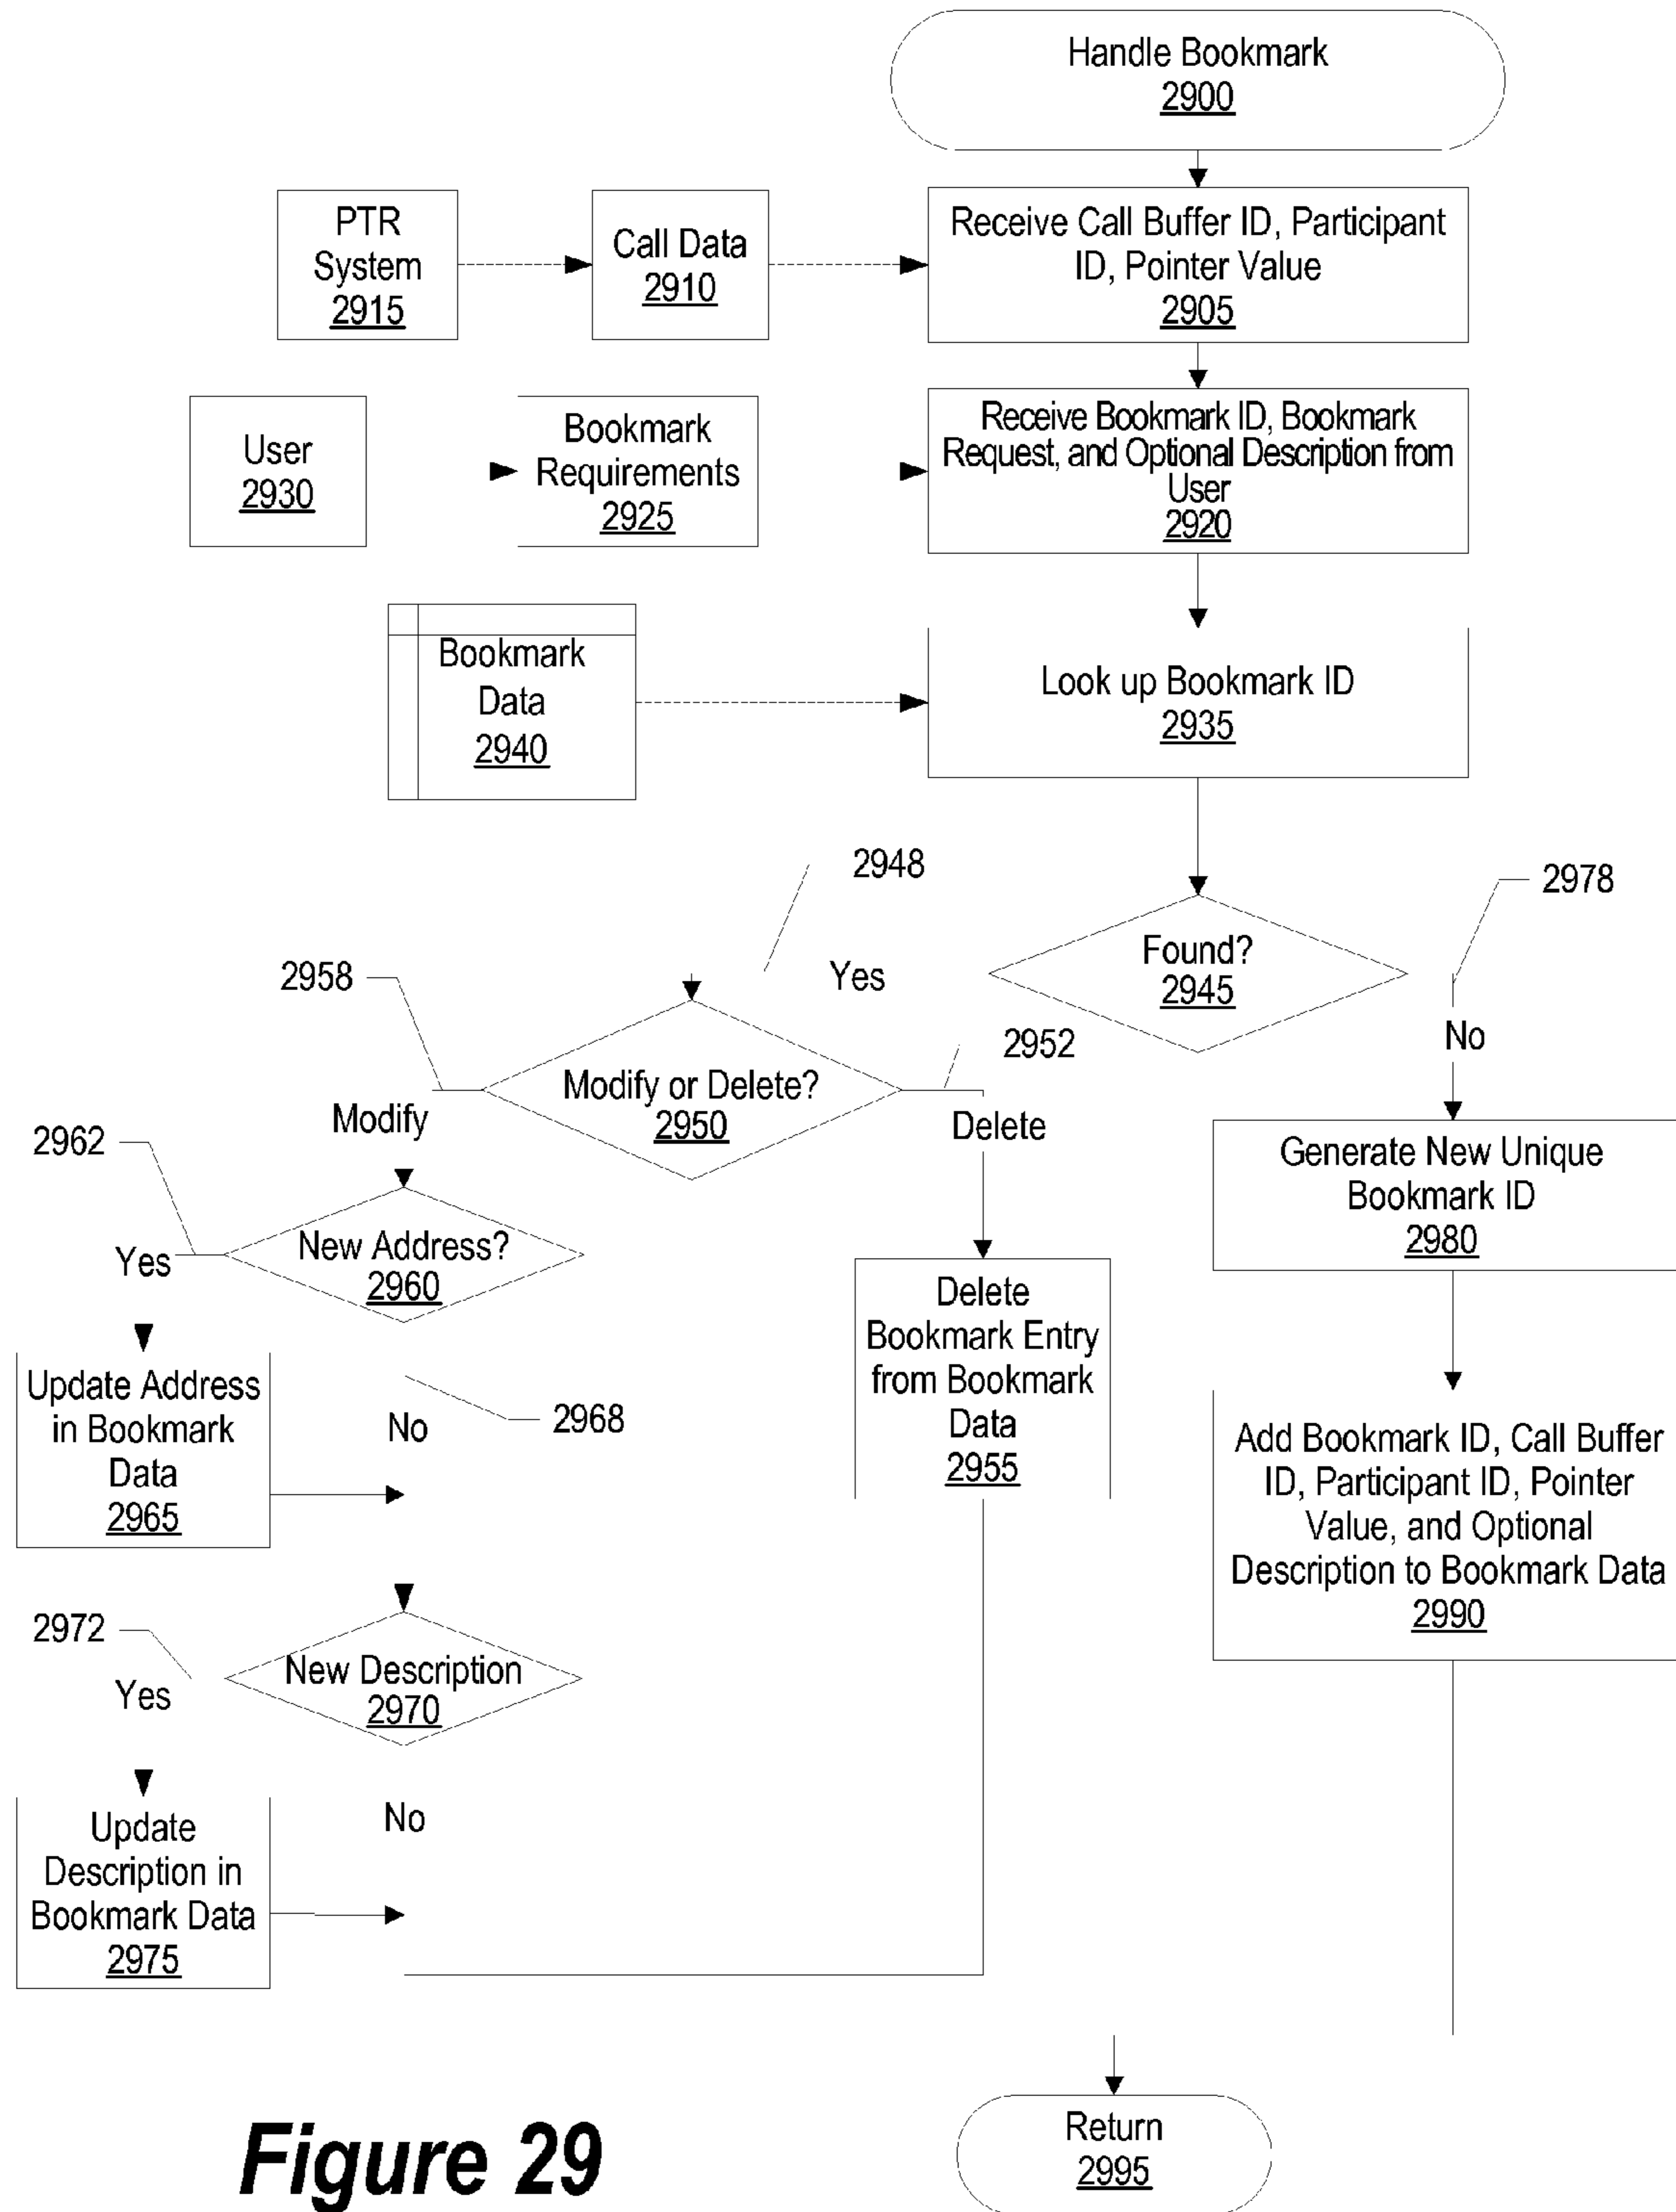 Handle Bookmark
2900
PTR
System
2915
Call Data
2910
Receive Call Buffer ID, Participant
ID, Pointer Value
2905
User
2930
Bookmark
Requirements
2925
Receive Bookmark ID, Bookmark
Request, and Optional Description from
User
2920
Bookmark
Data
2940
Look up Bookmark ID
2935
2948
2978
Found?
2945
Yes
No
2958
2952
Modify or Delete?
2950
Modify
Delete
2962
New Address?
2960
Yes
Generate New Unique
Bookmark ID
2980
Delete
Bookmark Entry
from Bookmark
Data
2955
Update Address
in Bookmark
Data
2965
No
2968
Add Bookmark ID, Call Buffer
ID, Participant ID, Pointer
Value, and Optional
Description to Bookmark Data
2990
2972
New Description
2970
Yes
No
Update
Description in
Bookmark Data
2975
Return
2995
Figure 29